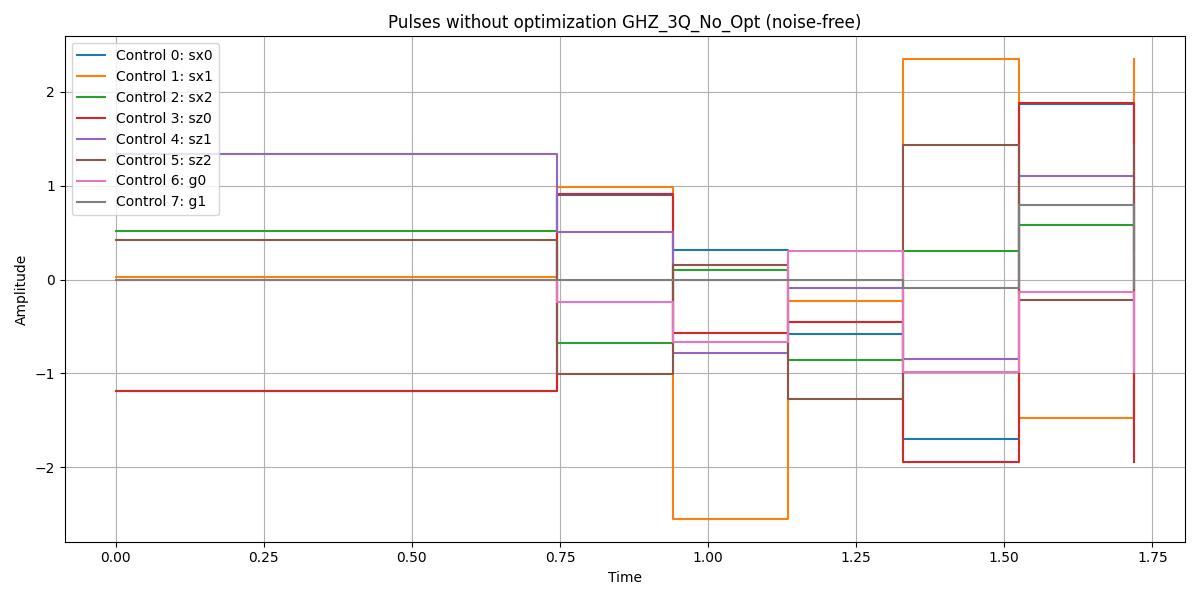 Pulses without optimization GHZ_3Q_No_Opt (noise-free)
Control 0: sx0
Control 1: sx1
Control 2: sx2
Control 3: sz0
Control 4: sz1
Control 5: sz2
Control 6: g0
Control 7: g1
Amplitude
2
1
0
−1
−2
0.00 0.25 0.50 0.75 1.00 1.25 1.50 1.75
Time